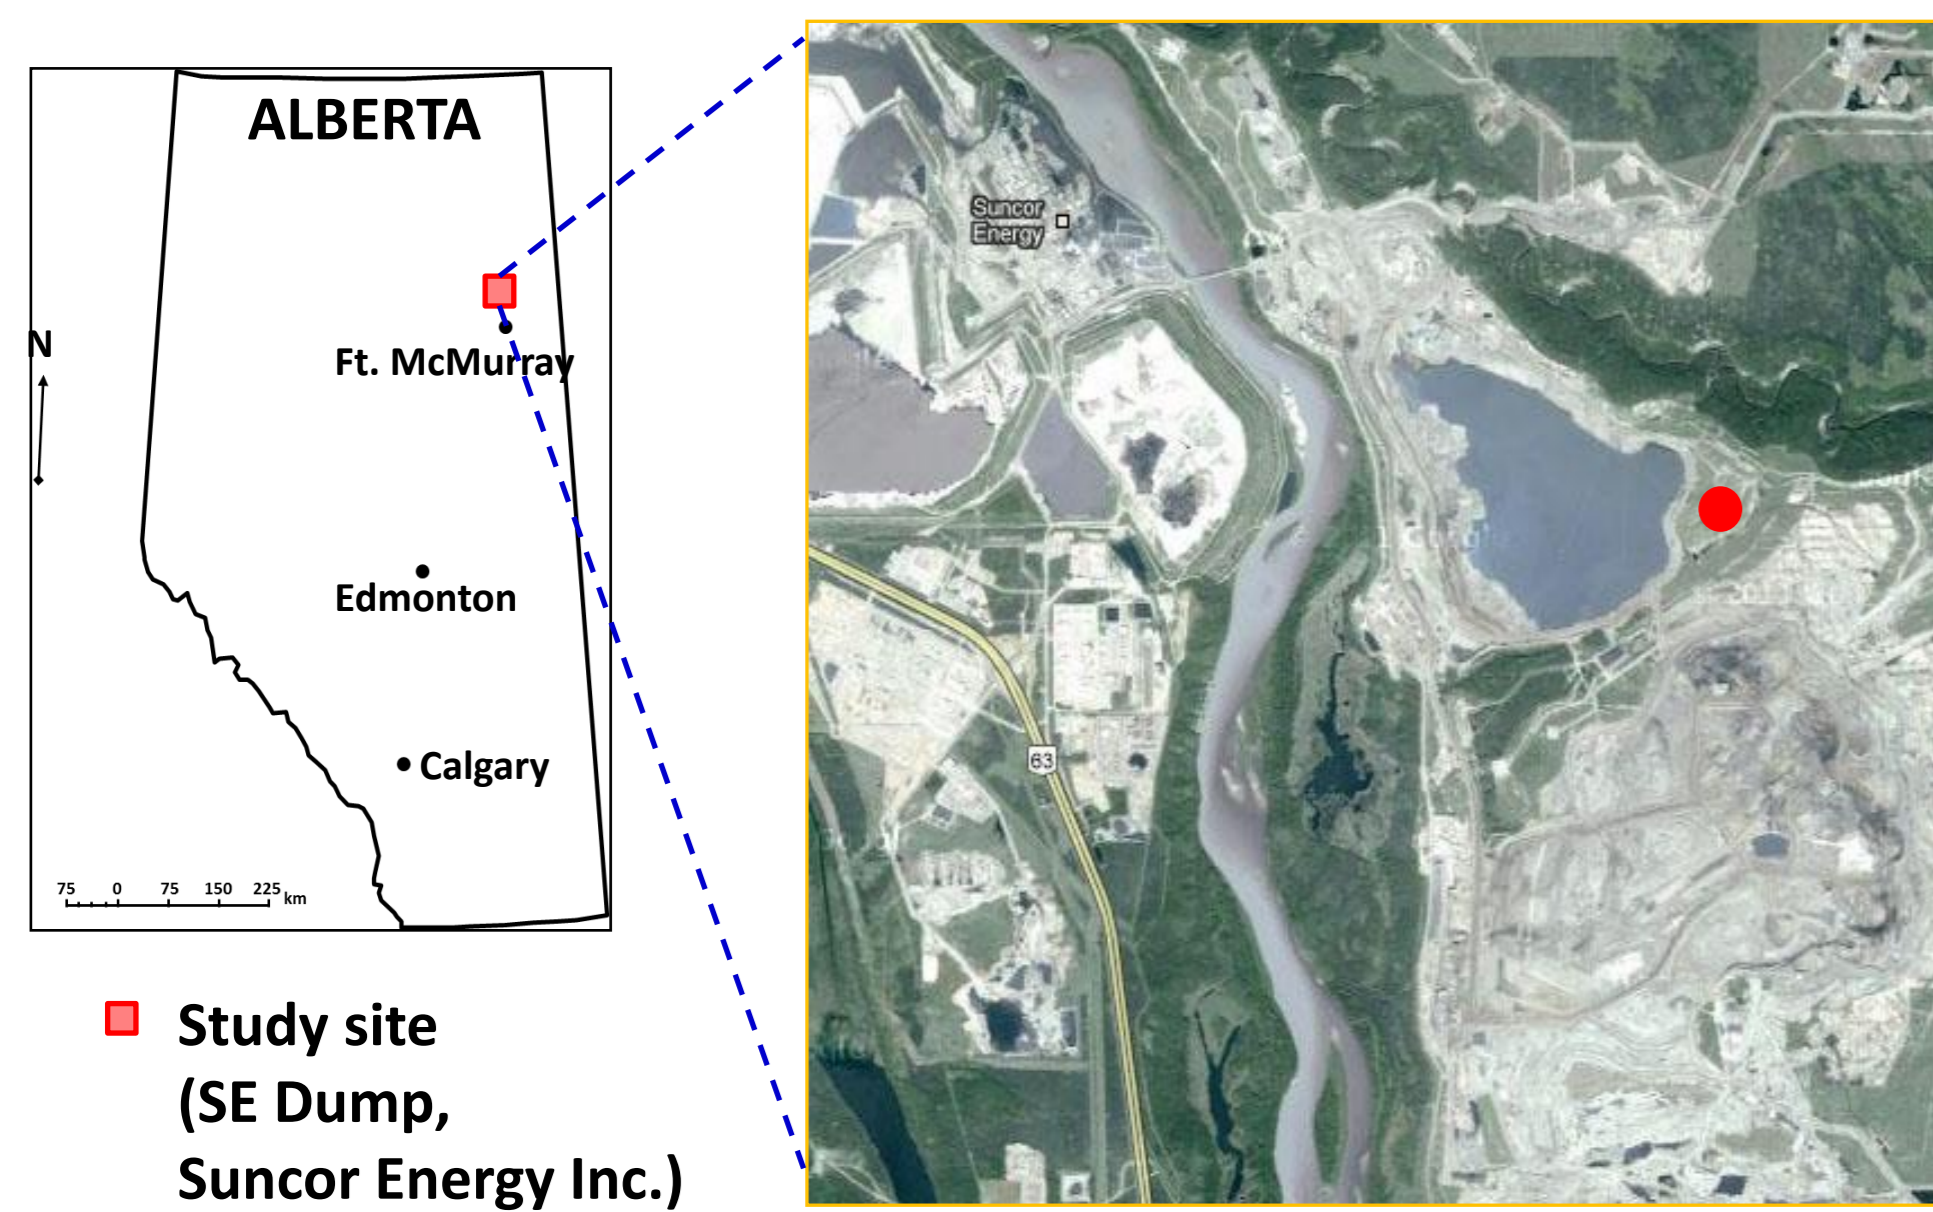 ALBERTA
N
Ft. McMurray
Edmonton
Calgary
75 0 75 150 225 km
Study site
(SE Dump,
Suncor Energy Inc.)
Suncor
Energy
63